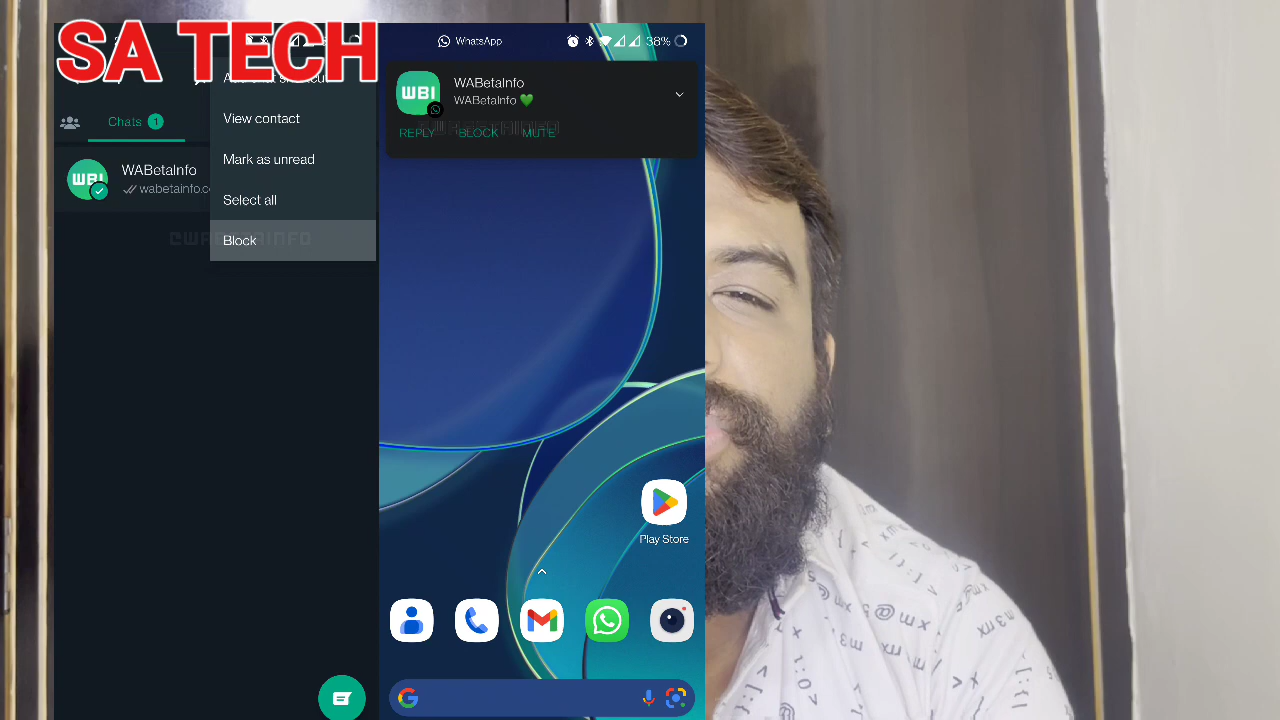 SA TECH
Chats 1
View contact
Mark as unread
Select all
Block
WABetaInfo
wabetainfo.co
WhatsApp
38%
WBI
WABetaInfo
WABetaInfo 💚
REPLY BLOCK MUTE
Play Store